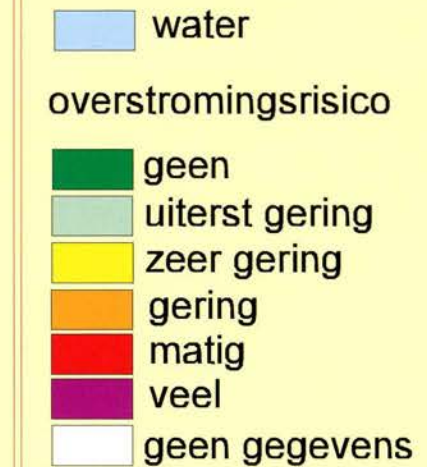 water
overstromingsrisico
geen
uiterst gering
zeer gering
gering
matig
veel
geen gegevens